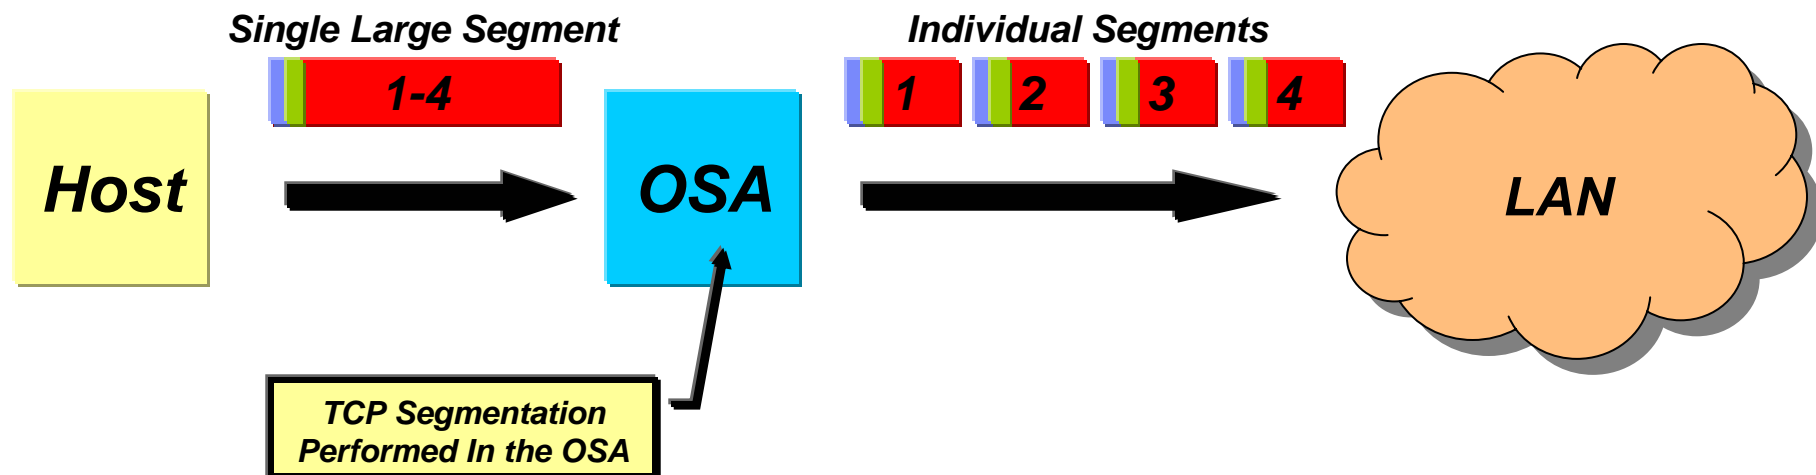 Single Large Segment
Individual Segments
1-4
1
2
3
4
Host
OSA
LAN
TCP Segmentation
Performed In the OSA